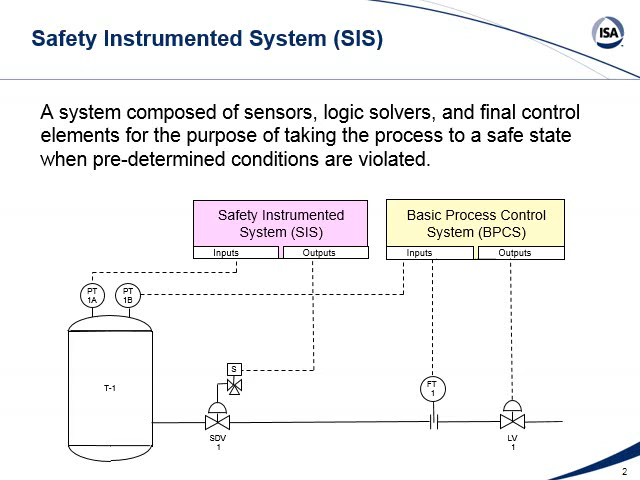 Safety Instrumented System (SIS)
ISA
A system composed of sensors, logic solvers, and final control
elements for the purpose of taking the process to a safe state
when pre-determined conditions are violated.
Safety Instrumented
System (SIS)
Inputs
Outputs
Basic Process Control
System (BPCS)
Inputs
Outputs
PT
1A
PT
1B
T-1
S
SDV
1
FT
1
LV
1
2